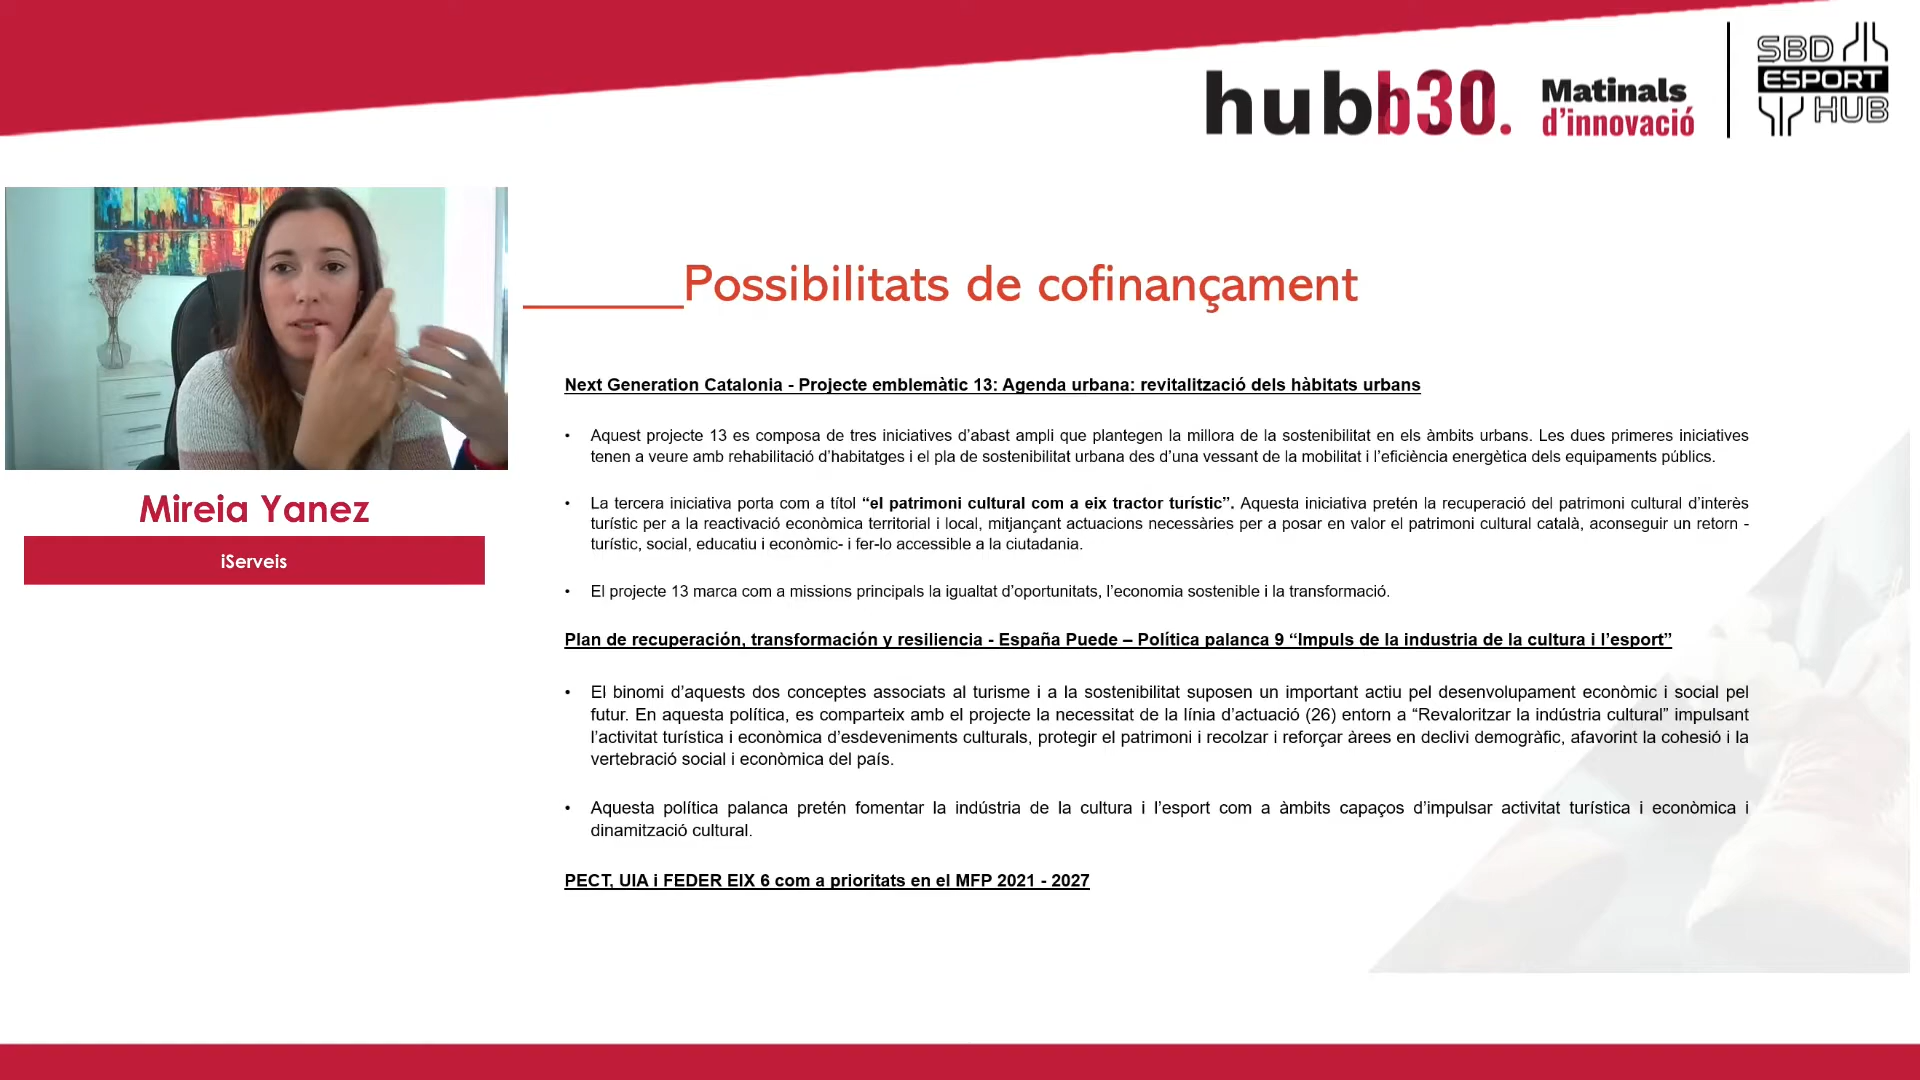 hubb30.
Matinals
d’innovació
SBD
ESPORT
HUB
Mireia Yanez
iServeis
Possibilitats de cofinançament
Next Generation Catalonia - Projecte emblemàtic 13: Agenda urbana: revitalització dels hàbitats urbans
• Aquest projecte 13 es composa de tres iniciatives d’abast ampli que plantegen la millora de la sostenibilitat en els àmbits urbans. Les dues primeres iniciatives
tenen a veure amb rehabilitació d’habitatges i el pla de sostenibilitat urbana des d’una vessant de la mobilitat i l’eficiència energètica dels equipaments públics.
• La tercera iniciativa porta com a títol “el patrimoni cultural com a eix tractor turístic”. Aquesta iniciativa pretén la recuperació del patrimoni cultural d’interès
turístic per a la reactivació econòmica territorial i local, mitjançant actuacions necessàries per a posar en valor el patrimoni cultural català, aconseguir un retorn -
turístic, social, educatiu i econòmic- i fer-lo accessible a la ciutadania.
• El projecte 13 marca com a missions principals la igualtat d’oportunitats, l’economia sostenible i la transformació.
Plan de recuperación, transformación y resiliencia - España Puede – Política palanca 9 “Impuls de la industria de la cultura i l’esport”
• El binomi d’aquests dos conceptes associats al turisme i a la sostenibilitat suposen un important actiu pel desenvolupament econòmic i social pel
futur. En aquesta política, es comparteix amb el projecte la necessitat de la línia d’actuació (26) entorn a “Revaloritzar la indústria cultural” impulsant
l’activitat turística i econòmica d’esdeveniments culturals, protegir el patrimoni i recolzar i reforçar àrees en declivi demogràfic, afavorint la cohesió i la
vertebració social i econòmica del país.
• Aquesta política palanca pretén fomentar la indústria de la cultura i l’esport com a àmbits capaços d’impulsar activitat turística i econòmica i
dinamització cultural.
PECT, UIA i FEDER EIX 6 com a prioritats en el MFP 2021 - 2027